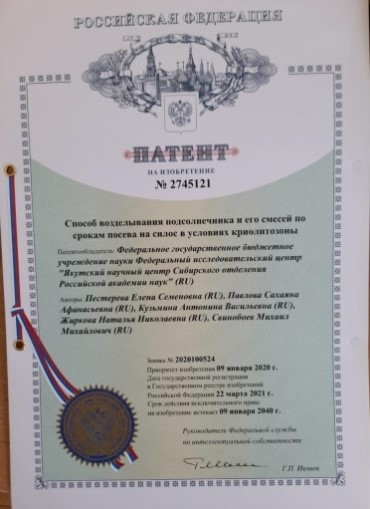 РОССИЙСКАЯ ФЕДЕРАЦИЯ
ПАТЕНТ
НА ИЗОБРЕТЕНИЕ
№ 2745121
Способ возделывания подсолнечника и его смесей по
срокам посева на силос в условиях криолитозоны
Патентообладатель: Федеральное государственное бюджетное
учреждение науки Федеральный исследовательский центр
"Якутский научный центр Сибирского отделения
Российской академии наук" (RU)
Авторы: Нестерева Елена Семеновна (RU), Павлова Сахаяна
Афанасьевна (RU), Кузьмина Антонина Васильевна (RU),
Жиркова Наталья Николаевна (RU), Свинобоев Михаил
Михайлович (RU)
Заявка № 2020100524
Приоритет изобретения 09 января 2020 г.
Дата государственной регистрации
в Государственном реестре изобретений
Российской Федерации 22 марта 2021 г.
Срок действия исключительного права
на изобретение истекает 09 января 2040 г.
Руководитель Федеральной службы
по интеллектуальной собственности
Г.П. Ивлиев